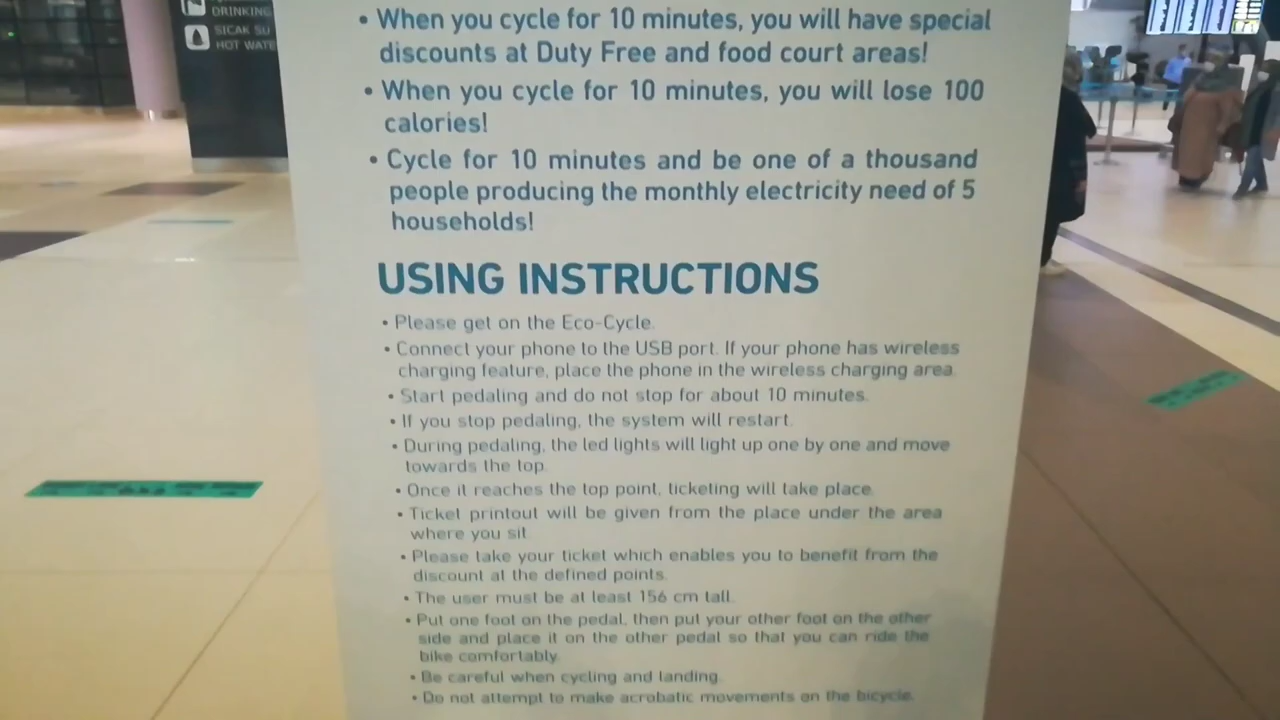 DRINKING
SICAK SU
HOT WATE
• When you cycle for 10 minutes, you will have special
discounts at Duty Free and food court areas!
• When you cycle for 10 minutes, you will lose 100
calories!
• Cycle for 10 minutes and be one of a thousand
people producing the monthly electricity need of 5
households!
USING INSTRUCTIONS
• Please get on the Eco-Cycle.
• Connect your phone to the USB port. If your phone has wireless
charging feature, place the phone in the wireless charging area.
• Start pedaling and do not stop for about 10 minutes.
• If you stop pedaling, the system will restart.
• During pedaling, the led lights will light up one by one and move
towards the top.
• Once it reaches the top point, ticketing will take place.
• Ticket printout will be given from the place under the area
where you sit.
• Please take your ticket which enables you to benefit from the
discount at the defined points.
• The user must be at least 156 cm tall.
• Put one foot on the pedal, then put your other foot on the other
side and place it on the other pedal so that you can ride the
bike comfortably.
• Be careful when cycling and landing.
• Do not attempt to make acrobatic movements on the bicycle.